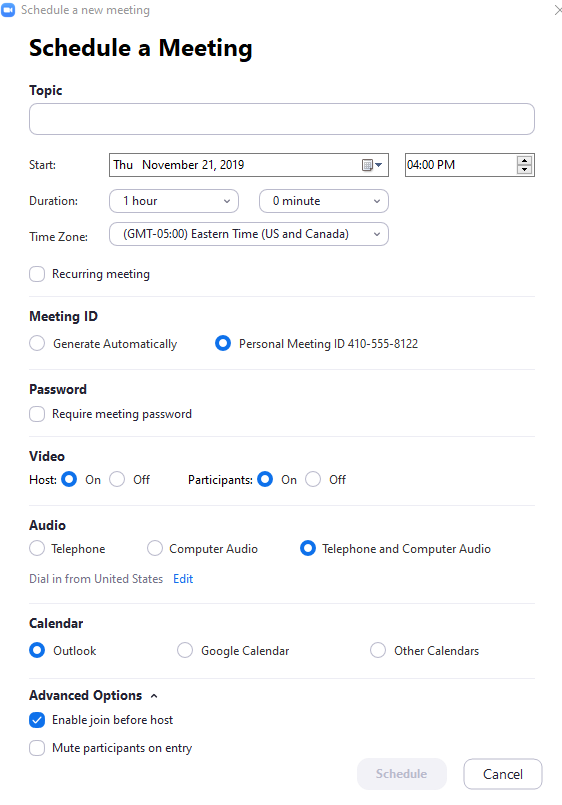 Schedule a new meeting
Schedule a Meeting
Topic
Start: Thu November 21, 2019 04:00 PM
Duration: 1 hour 0 minute
Time Zone: (GMT-05:00) Eastern Time (US and Canada)
Recurring meeting
Meeting ID
Generate Automatically Personal Meeting ID 410-555-8122
Password
Require meeting password
Video
Host: On Off Participants: On Off
Audio
Telephone Computer Audio Telephone and Computer Audio
Dial in from United States Edit
Calendar
Outlook Google Calendar Other Calendars
Advanced Options
Enable join before host
Mute participants on entry
Schedule Cancel